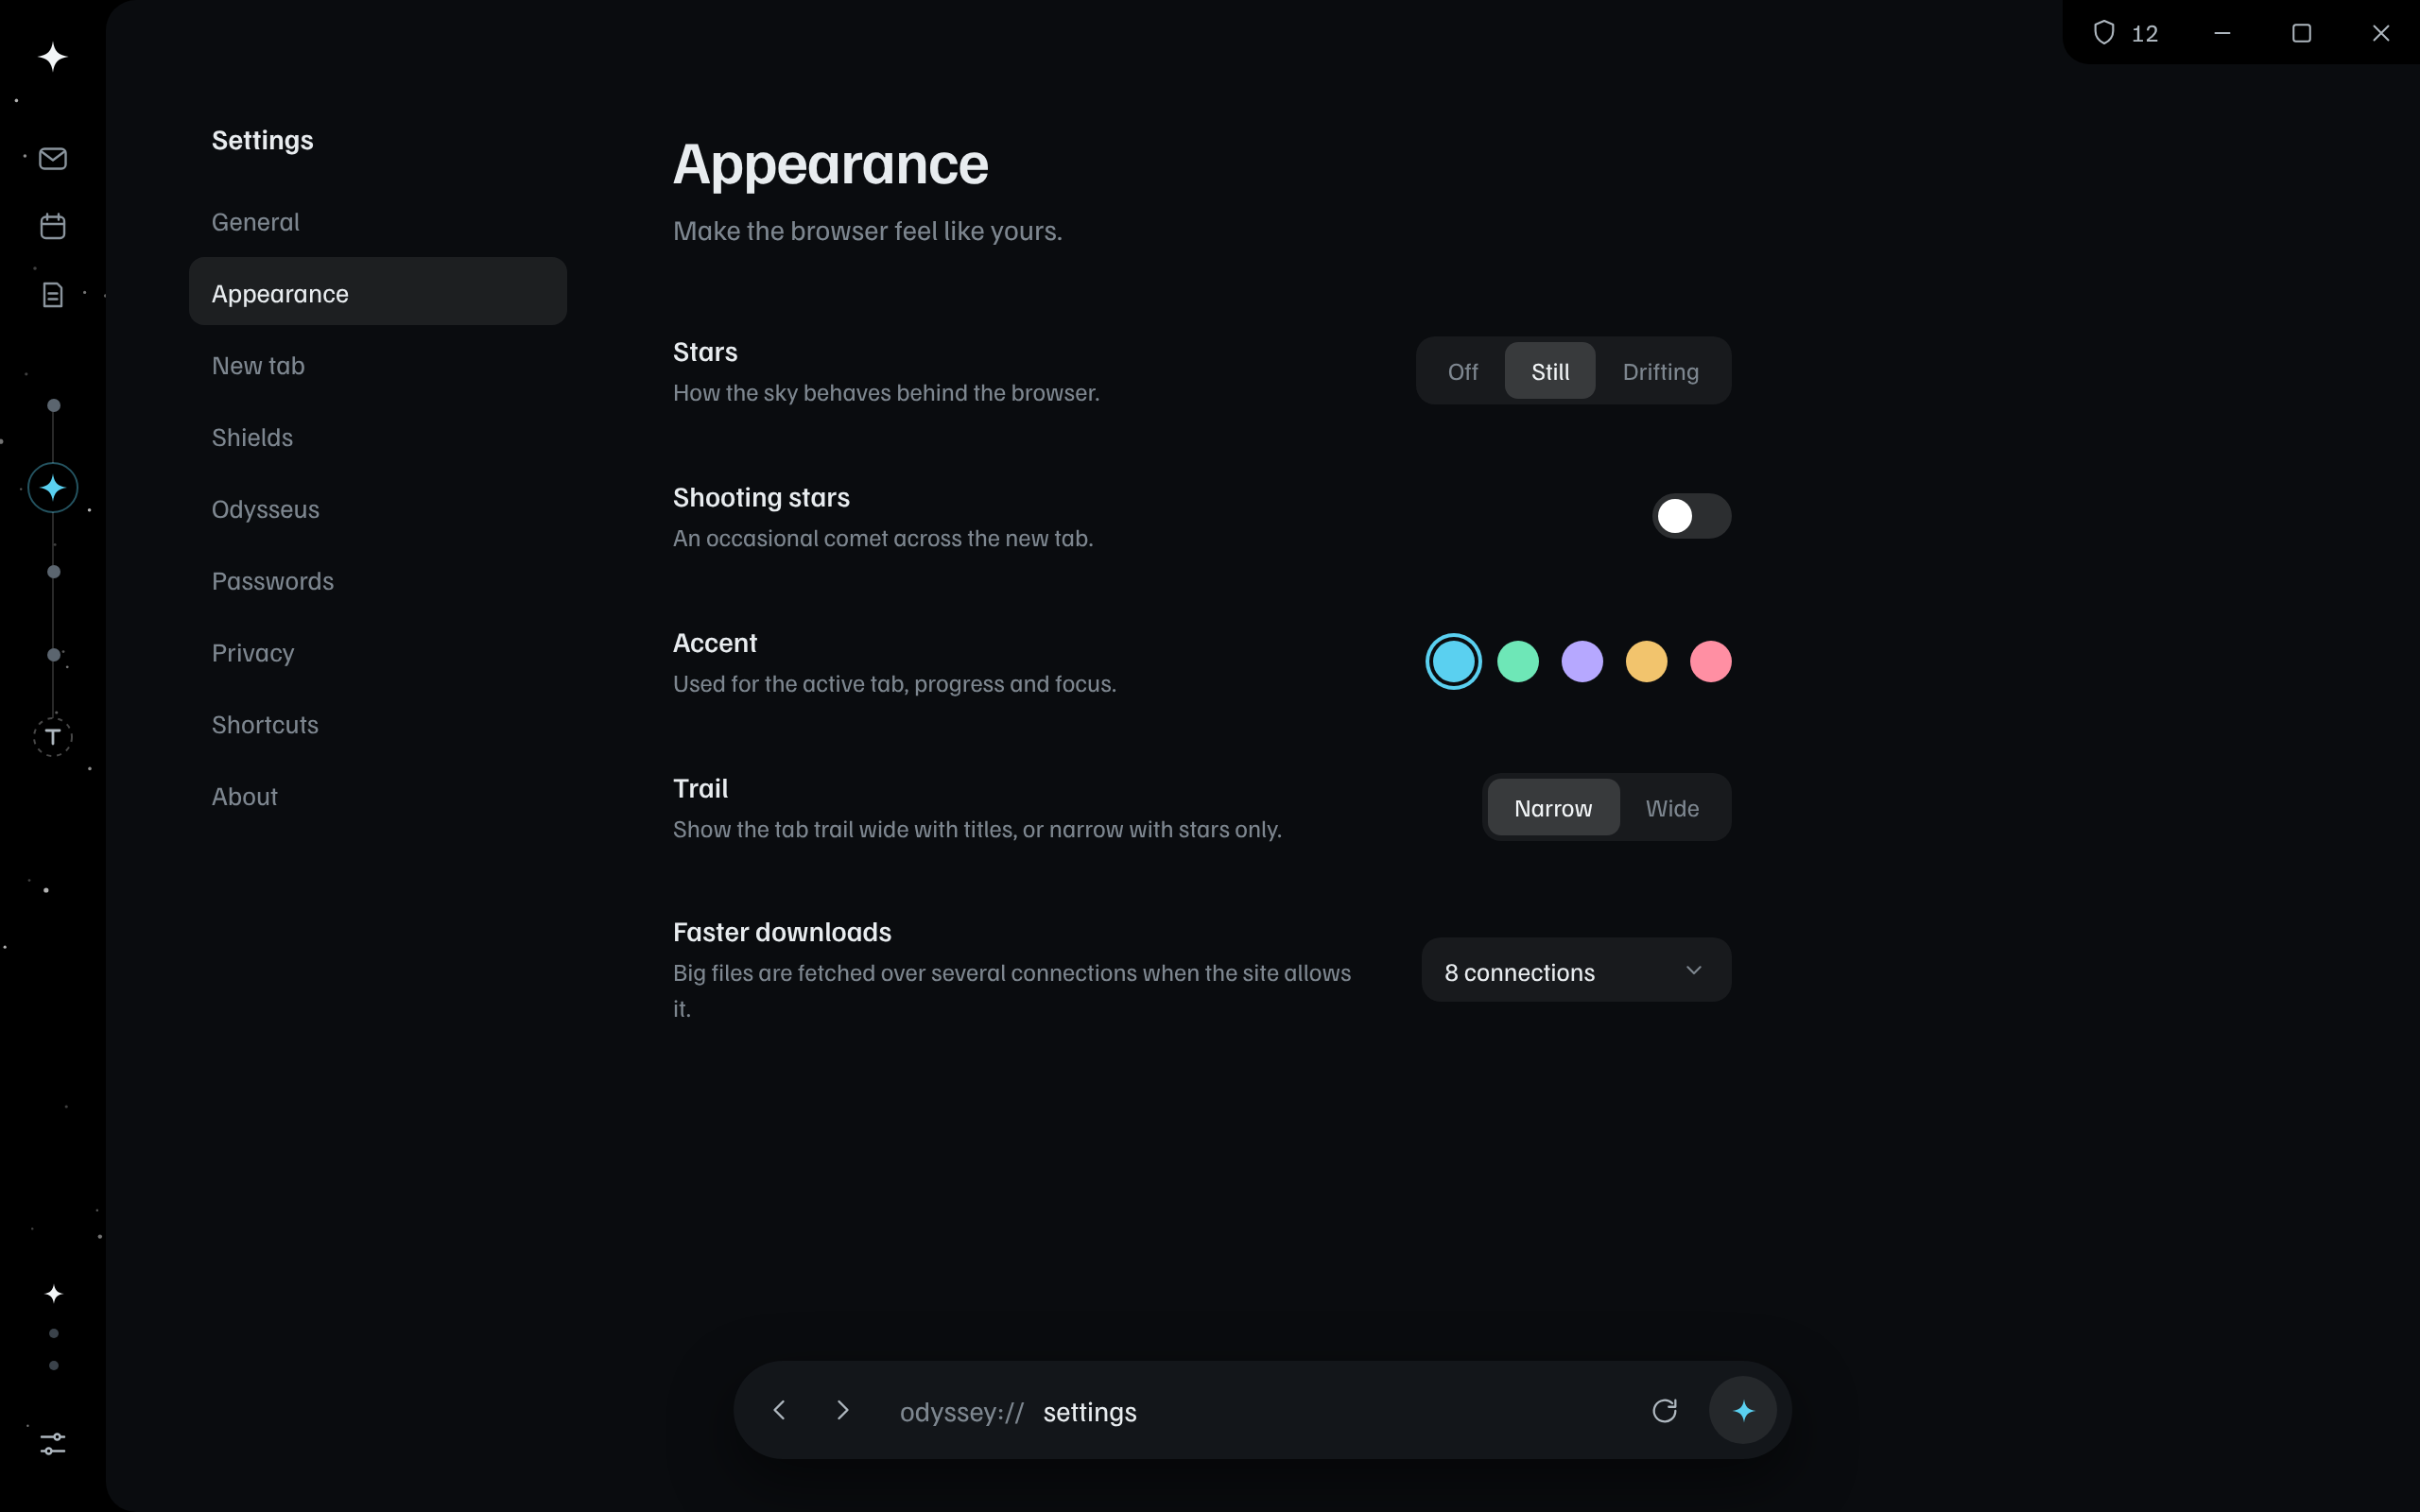 12
Settings
General
Appearance
New tab
Shields
Odysseus
Passwords
Privacy
Shortcuts
About
T
Appearance
Make the browser feel like yours.
Stars
How the sky behaves behind the browser.
Off Still Drifting
Shooting stars
An occasional comet across the new tab.
Accent
Used for the active tab, progress and focus.
Trail
Show the tab trail wide with titles, or narrow with stars only.
Narrow Wide
Faster downloads
Big files are fetched over several connections when the site allows
it.
8 connections
odyssey:// settings